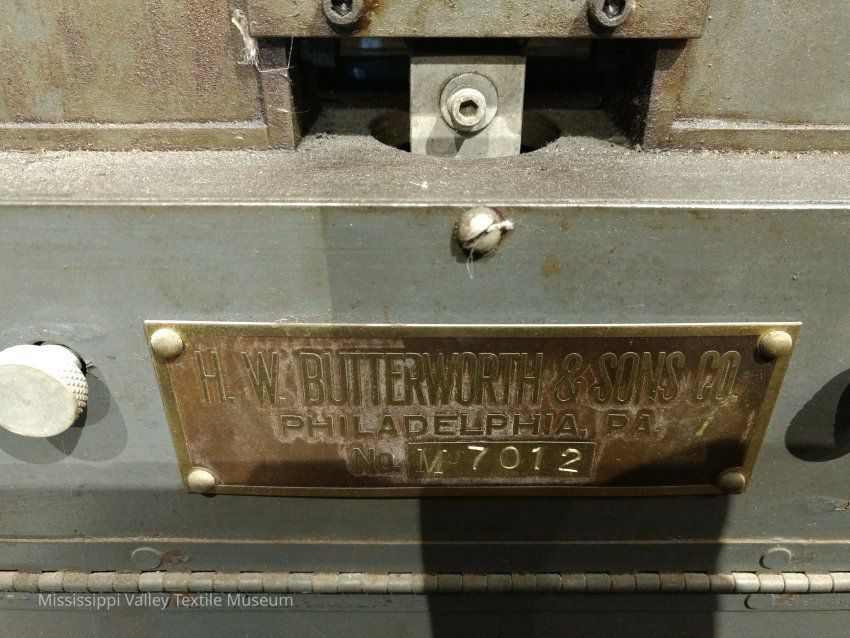 H. W. BUTTERWORTH & SONS CO.
PHILADELPHIA, PA.
No. M 7012
Mississippi Valley Textile Museum